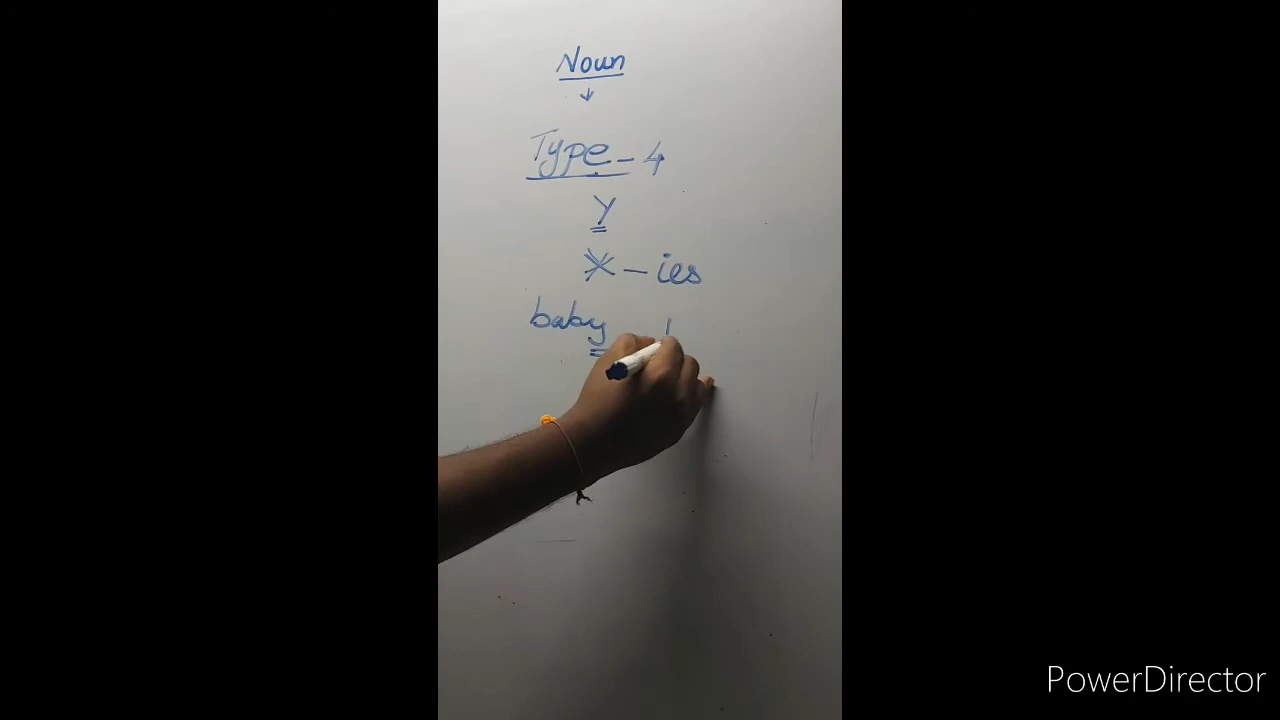 Noun
↓
Type - 4
y
y - ies
baby
PowerDirector